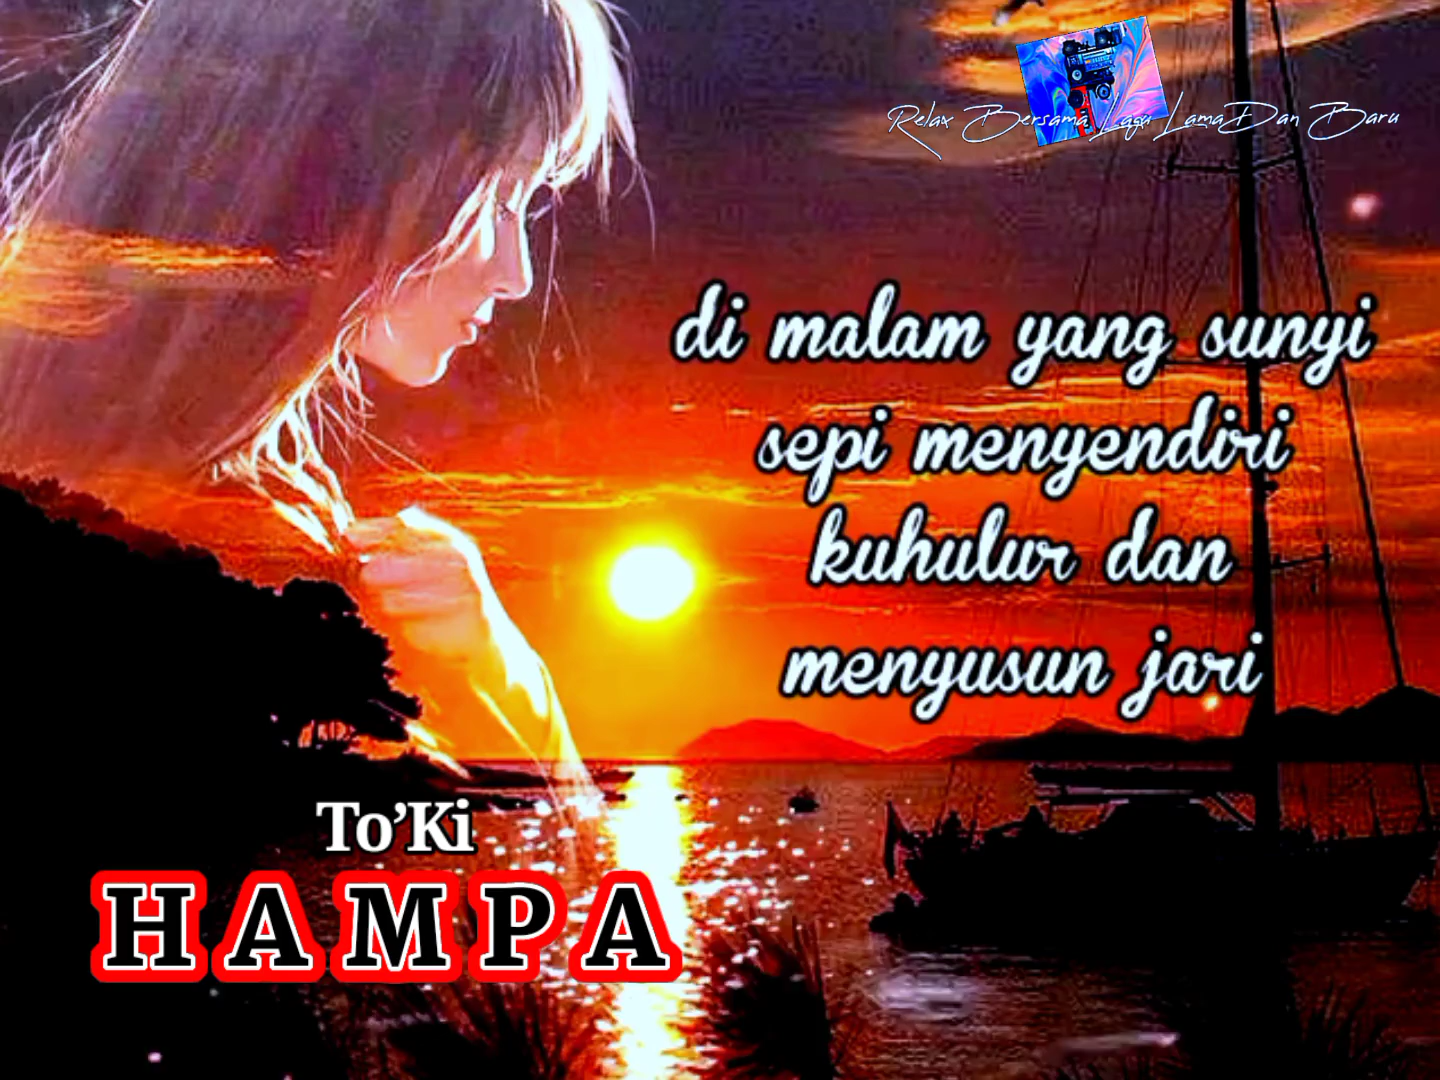 Relax Bersama Lagu Lama Dan Baru
di malam yang sunyi
sepi menyendiri
kuhulur dan
menyusun jari
To'Ki
HAMPA